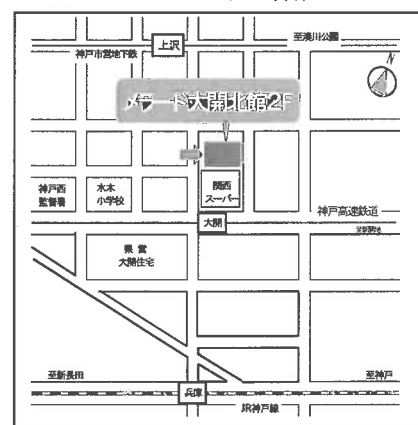 至湊川公園
上沢
神戸市営地下鉄
メラード大開北館2F
関西
スーパー
神戸西
監督署
水木
小学校
神戸高速鉄道
大開
県営
大開住宅
至新長田
至神戸
兵庫
JR神戸線